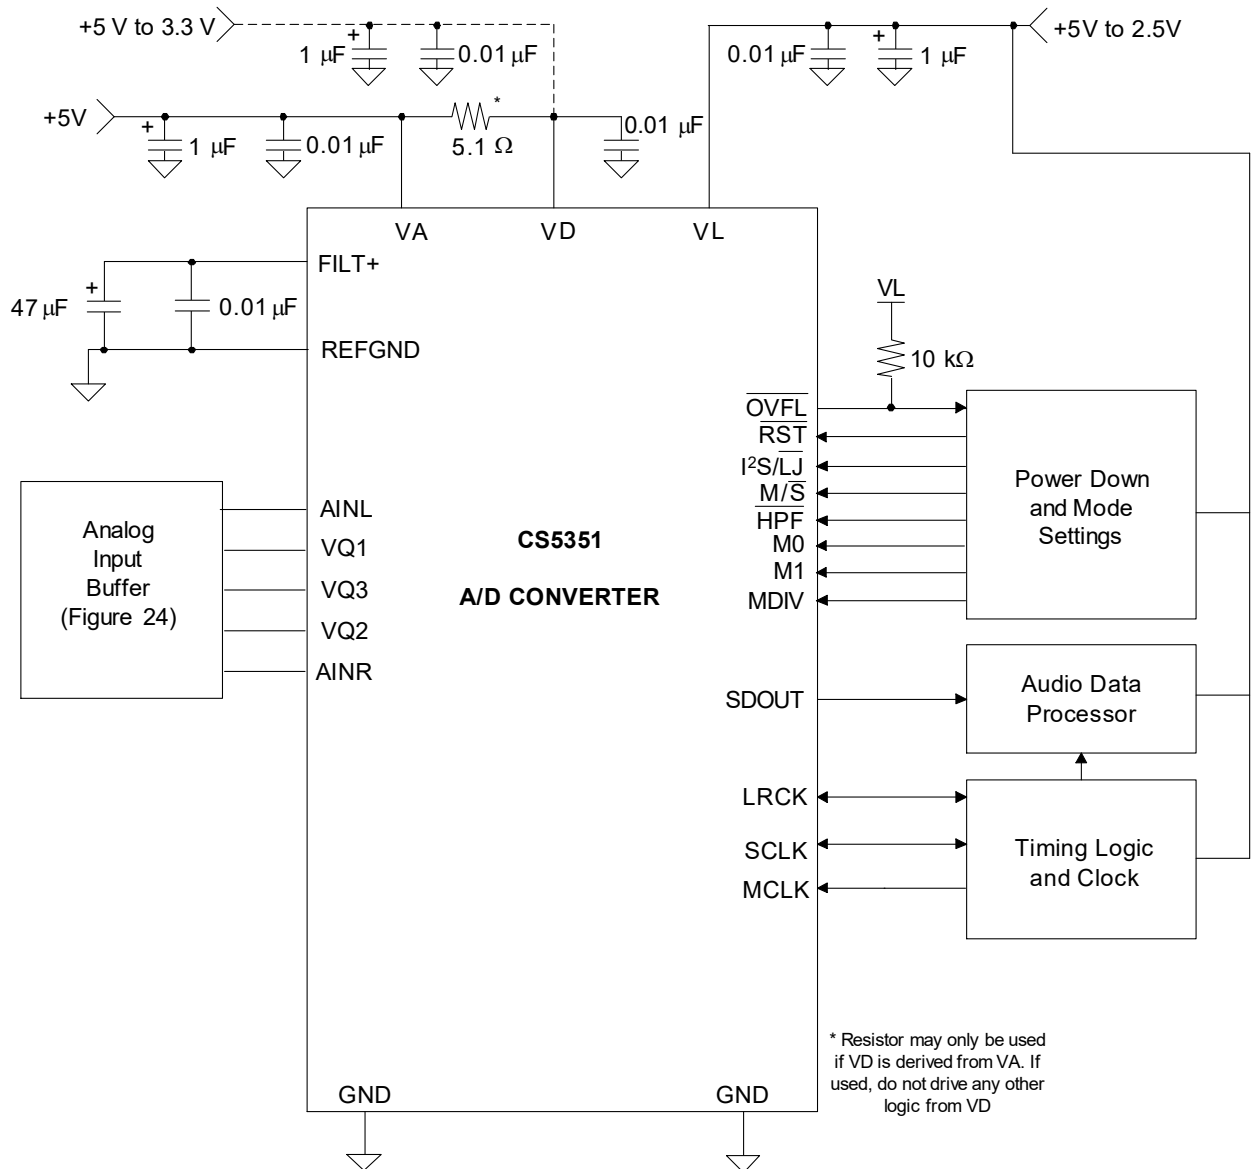 +5 V to 3.3 V
+
1 µF
0.01 µF
0.01 µF
+
1 µF
+5V to 2.5V
+5V
+
1 µF
0.01 µF
*
5.1 Ω
0.01 µF
VA
VD
VL
FILT+
47 µF
+
0.01 µF
REFGND
VL
10 kΩ
OVFL
RST
I²S/LJ
M/S
HPF
M0
M1
MDIV
Power Down
and Mode
Settings
Analog
Input
Buffer
(Figure 24)
AINL
VQ1
VQ3
VQ2
AINR
CS5351
A/D CONVERTER
SDOUT
Audio Data
Processor
LRCK
SCLK
MCLK
Timing Logic
and Clock
* Resistor may only be used
if VD is derived from VA. If
used, do not drive any other
logic from VD
GND
GND